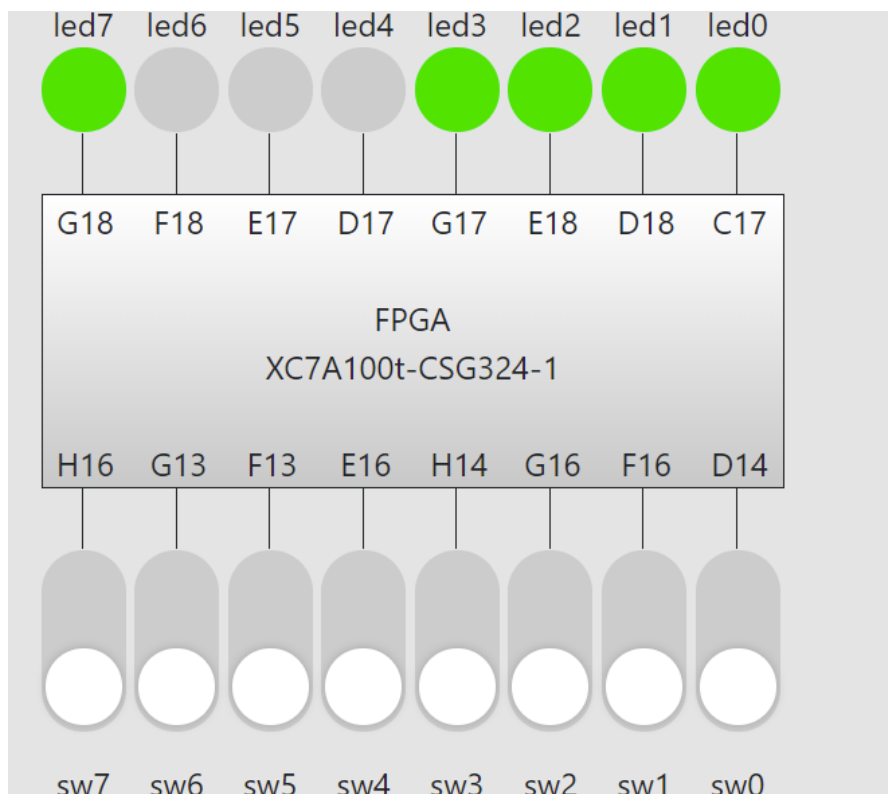 led7 led6 led5 led4 led3 led2 led1 led0
G18 F18 E17 D17 G17 E18 D18 C17
FPGA
XC7A100t-CSG324-1
H16 G13 F13 E16 H14 G16 F16 D14
sw7 sw6 sw5 sw4 sw3 sw2 sw1 sw0